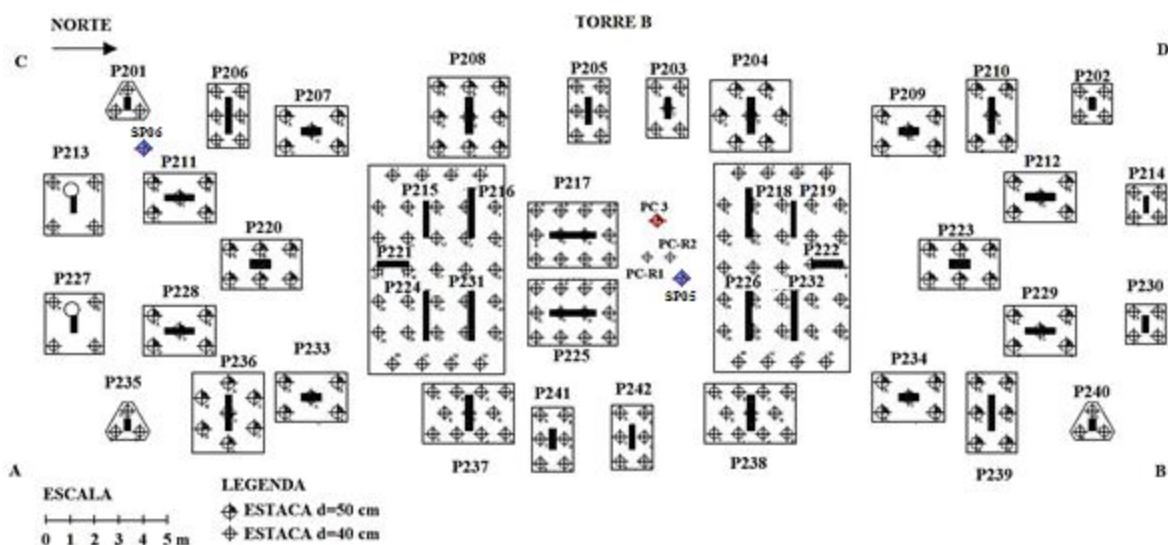 NORTE
TORRE B
C
D
P201
P206
P207
P208
P205
P203
P204
P209
P210
P202
SP06
P213
P211
P212
P214
P215
P216
P217
PC 3
P218
P219
P220
P221
PC-R2
PC-R1
SP05
P222
P223
P227
P228
P224
P231
P225
P226
P232
P229
P230
P235
P236
P233
P234
P240
P237
P241
P242
P238
P239
A
B
ESCALA
0 1 2 3 4 5 m
LEGENDA
ESTACA d=50 cm
ESTACA d=40 cm